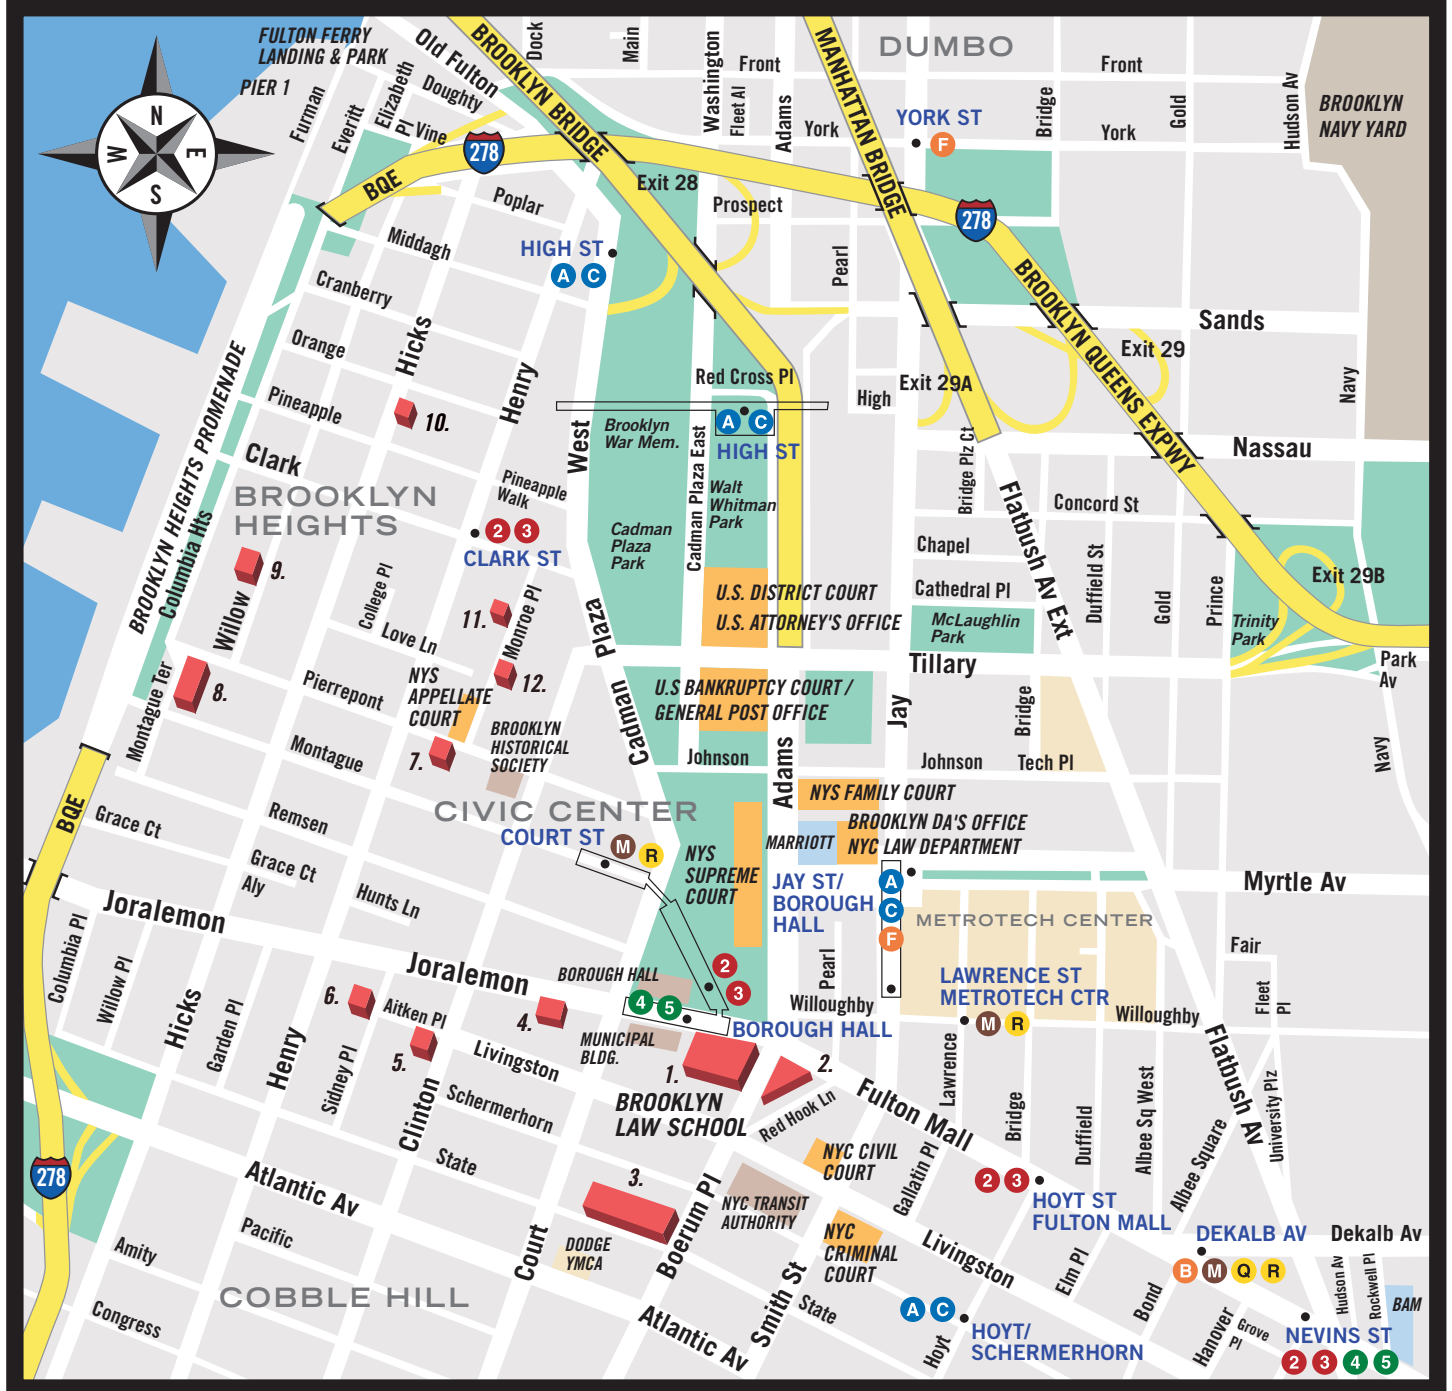 FULTON FERRY
LANDING & PARK
PIER 1
Old Fulton
BROOKLYN BRIDGE
Dock
Main
Washington
Front
Fleet Al
Adams
MANHATTAN BRIDGE
DUMBO
Front
Bridge
Gold
Hudson Av
BROOKLYN
NAVY YARD
Furman
Everitt
Elizabeth
Pl
Doughty
Vine
York
YORK ST
F
York
N
E
S
W
278
BQE
Exit 28
Poplar
Prospect
278
Middagh
HIGH ST
A C
Pearl
BROOKLYN QUEENS EXPWY
Cranberry
Orange
Hicks
Sands
Exit 29
Pineapple
Henry
Red Cross Pl
Exit 29A
High
Navy
BROOKLYN HEIGHTS PROMENADE
10.
West
Brooklyn
War Mem.
A C
HIGH ST
Clark
Nassau
BROOKLYN
HEIGHTS
Pineapple
Walk
Cadman Plaza East
Walt
Whitman
Park
Bridge Plz Ct
Flatbush Av Ext
Concord St
Columbia Hts
2 3
CLARK ST
Cadman
Plaza
Park
Chapel
Duffield St
Gold
Prince
Exit 29B
9.
College Pl
Monroe Pl
11.
U.S. DISTRICT COURT
U.S. ATTORNEY'S OFFICE
Cathedral Pl
McLaughlin
Park
Trinity
Park
Willow
Love Ln
Plaza
Tillary
Park
Av
Montague Ter
8.
Pierrepont
NYS
APPELLATE
COURT
12.
Cadman
U.S BANKRUPTCY COURT /
GENERAL POST OFFICE
Jay
Bridge
Montague
7.
BROOKLYN
HISTORICAL
SOCIETY
Johnson
Adams
Johnson
Tech Pl
Navy
BQE
CIVIC CENTER
NYS FAMILY COURT
Grace Ct
Remsen
COURT ST
M R
MARRIOTT
BROOKLYN DA'S OFFICE
NYC LAW DEPARTMENT
Grace Ct
Aly
NYS
SUPREME
COURT
JAY ST/
BOROUGH
HALL
A
C
F
Myrtle Av
Hunts Ln
METROTECH CENTER
Joralemon
Columbia Pl
Willow Pl
Joralemon
BOROUGH HALL
2
3
Pearl
LAWRENCE ST
METROTECH CTR
M R
Fair
Fleet
Pl
6.
Aitken Pl
4.
4 5
Willoughby
Willoughby
Hicks
Garden Pl
Henry
Sidney Pl
5.
Livingston
MUNICIPAL
BLDG.
BOROUGH HALL
1.
2.
Flatbush Av
Clinton
Schermerhorn
BROOKLYN
LAW SCHOOL
Red Hook Ln
Fulton Mall
Lawrence
Bridge
Duffield
Albee Sq West
University Plz
278
Atlantic Av
State
3.
NYC CIVIL
COURT
Gallatin Pl
Albee Square
2 3
HOYT ST
FULTON MALL
Boerum Pl
NYC TRANSIT
AUTHORITY
Amity
Pacific
Court
DODGE
YMCA
NYC
CRIMINAL
COURT
Livingston
Elm Pl
DEKALB AV
B M Q R
Dekalb Av
COBBLE HILL
Smith St
State
A C
HOYT/
SCHERMERHORN
Bond
Hudson Av
Rockwell Pl
BAM
Congress
Atlantic Av
Hoyt
Hanover
Grove
Pl
NEVINS ST
2 3 4 5